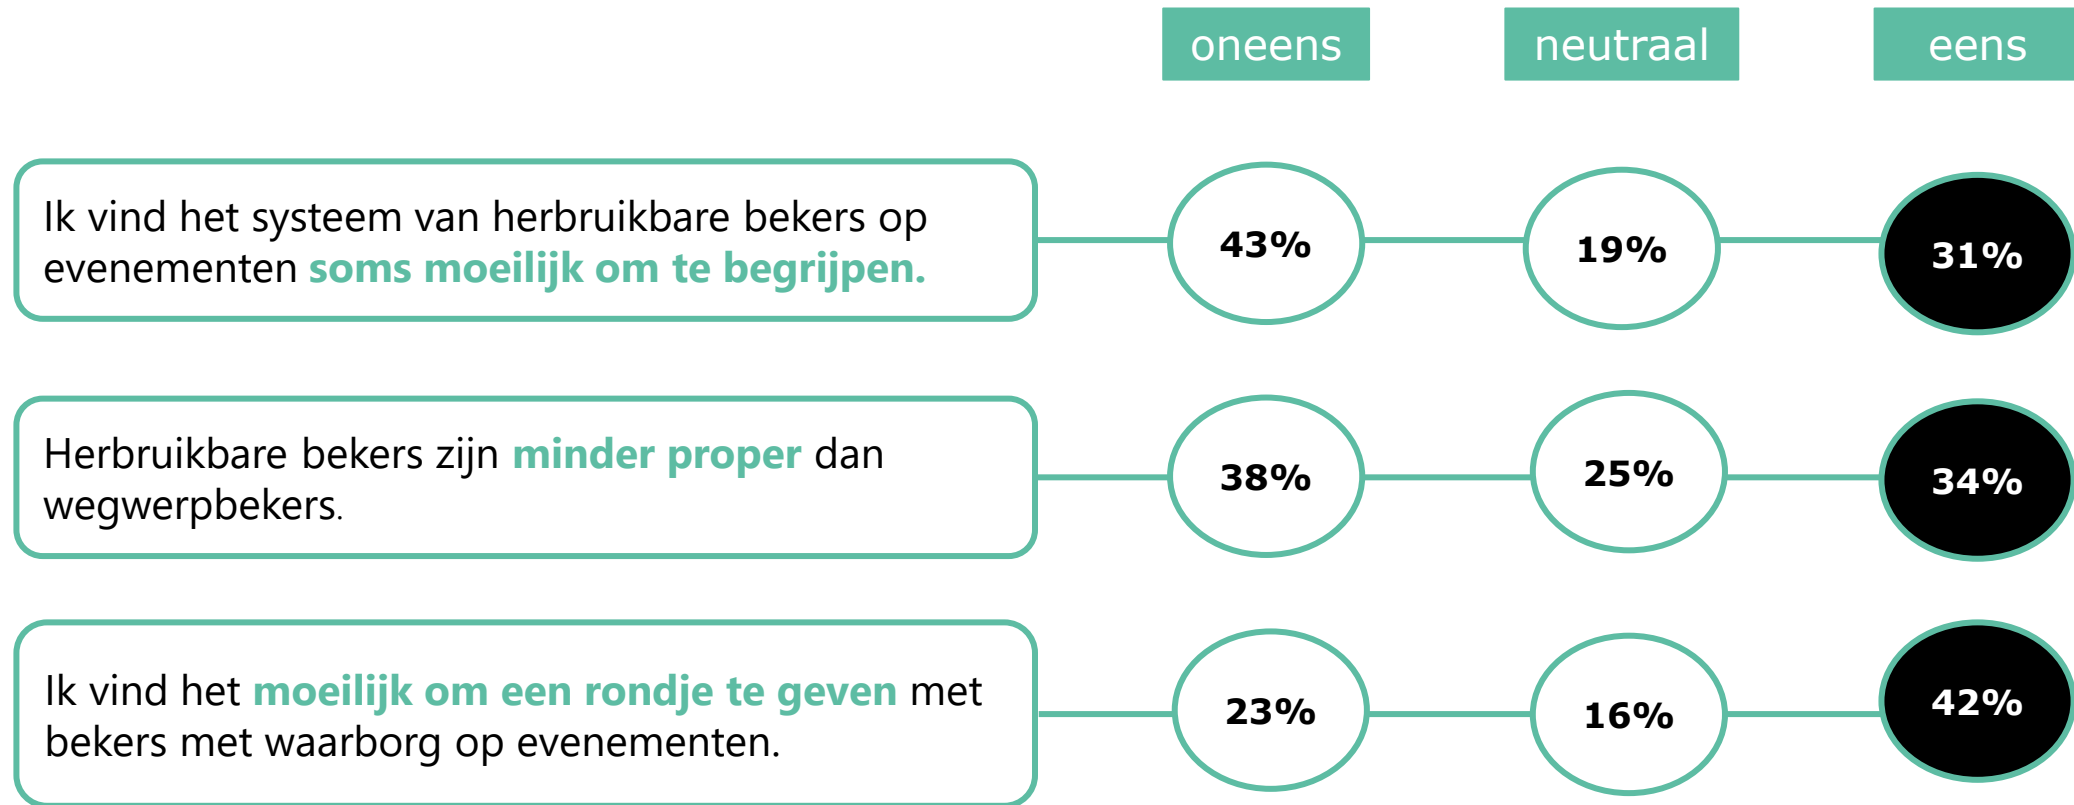 oneens neutraal eens
Ik vind het systeem van herbruikbare bekers op
evenementen soms moeilijk om te begrijpen.
43% 19% 31%
Herbruikbare bekers zijn minder proper dan
wegwerpbekers.
38% 25% 34%
Ik vind het moeilijk om een rondje te geven met
bekers met waarborg op evenementen.
23% 16% 42%